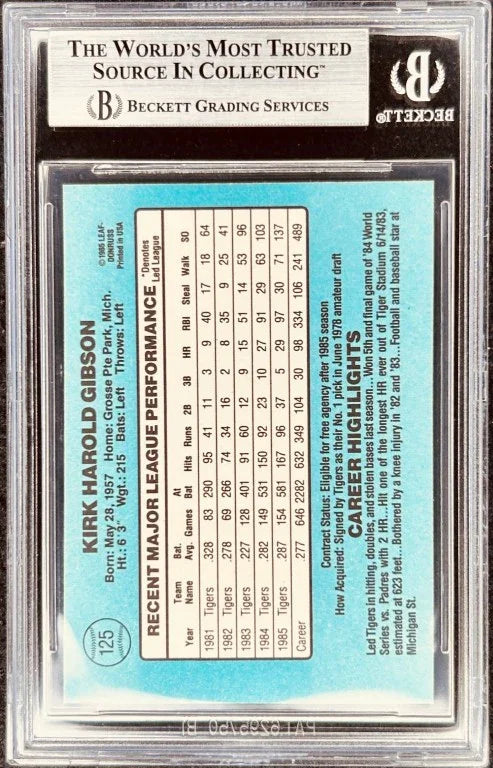 THE WORLD'S MOST TRUSTED
SOURCE IN COLLECTING™
B BECKETT GRADING SERVICES
B
BECKETT®
125
KIRK HAROLD GIBSON
©1985 LEAF-
DONRUSS
Printed in USA
Born: May 28, 1957 Home: Grosse Pte Park, Mich.
Ht.: 6'3" Wgt.: 215 Bats: Left Throws: Left
RECENT MAJOR LEAGUE PERFORMANCE *Denotes
Led League
Year Team Name Bat. Avg. Games At Bat Hits Runs 2B 3B HR RBI Steal Walk SO
1981 Tigers .328 83 290 95 41 11 3 9 40 17 18 64
1982 Tigers .278 69 266 74 34 16 2 8 35 9 25 41
1983 Tigers .227 128 401 91 60 12 9 15 51 14 53 96
1984 Tigers .282 149 531 150 92 23 10 27 91 29 63 103
1985 Tigers .287 154 581 167 96 37 5 29 97 30 71 137
Career .277 646 2282 632 349 104 30 98 334 106 241 489
Contract Status: Eligible for free agency after 1985 season
How Acquired: Signed by Tigers as their No. 1 pick in June 1978 amateur draft
CAREER HIGHLIGHTS
Led Tigers in hitting, doubles, and stolen bases last season...Won 5th and final game of '84 World
Series vs. Padres with 2 HR...Hit one of the longest HR ever out of Tiger Stadium 6/14/83,
estimated at 623 feet...Bothered by a knee injury in '82 and '83...Football and baseball star at
Michigan St.